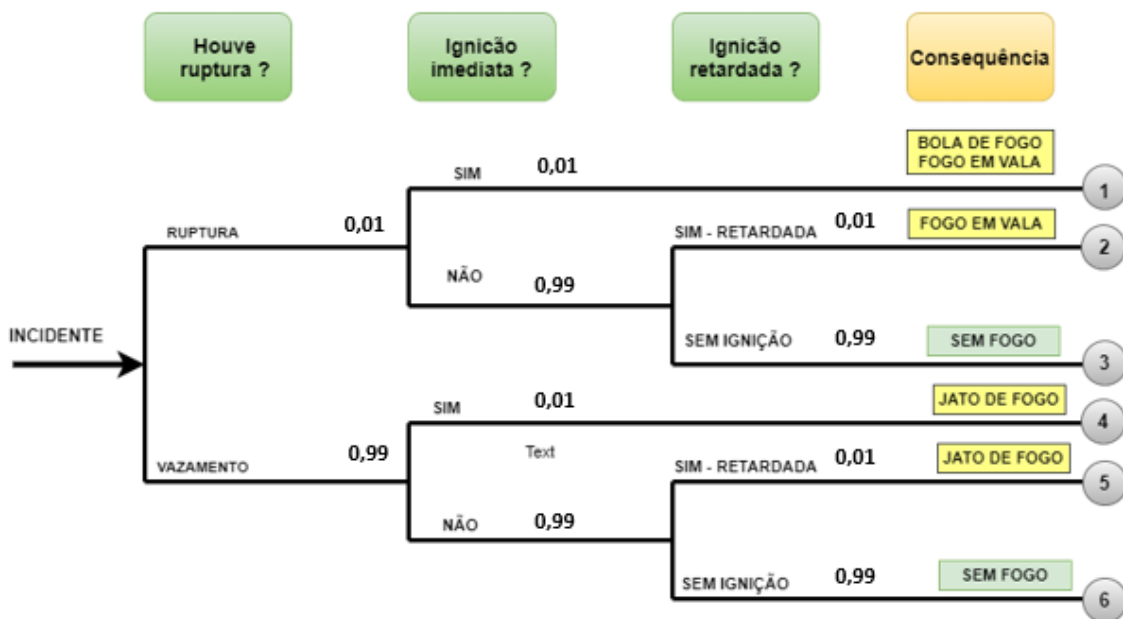 Houve
ruptura ?
Ignicão
imediata ?
Ignicão
retardada ?
Consequência
BOLA DE FOGO
FOGO EM VALA
SIM
0,01
1
RUPTURA
0,01
SIM - RETARDADA
0,01
FOGO EM VALA
2
NÃO
0,99
INCIDENTE
SEM IGNIÇÃO
0,99
SEM FOGO
3
SIM
0,01
JATO DE FOGO
4
VAZAMENTO
0,99
Text
SIM - RETARDADA
0,01
JATO DE FOGO
5
NÃO
0,99
SEM IGNIÇÃO
0,99
SEM FOGO
6